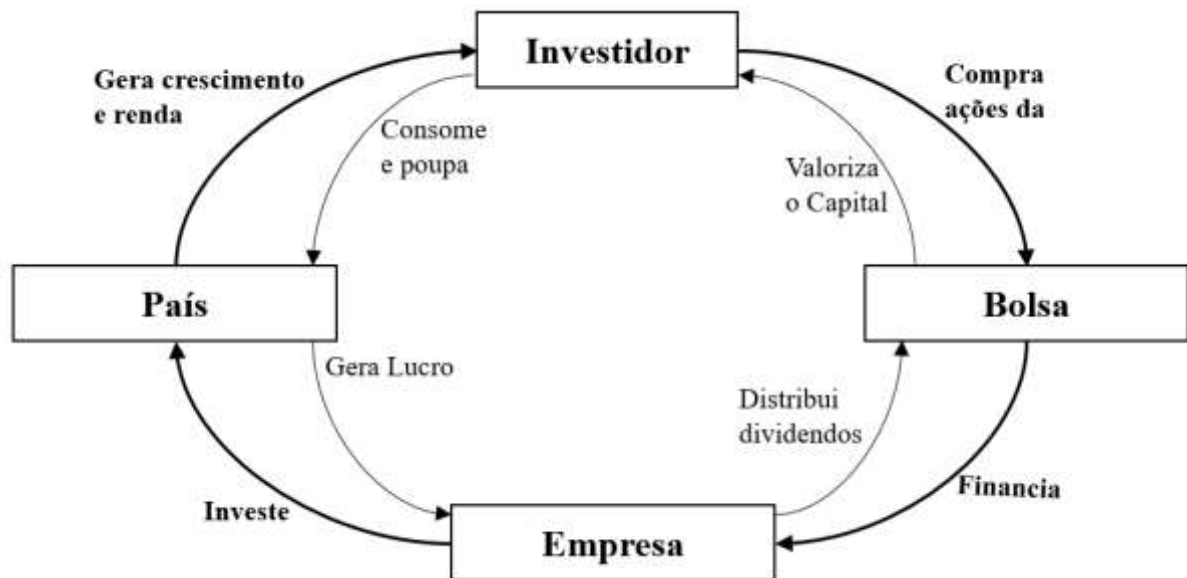 Investidor
Gera crescimento
e renda
Compra
ações da
Consome
e poupa
Valoriza
o Capital
País
Bolsa
Gera Lucro
Distribui
dividendos
Investe
Financia
Empresa